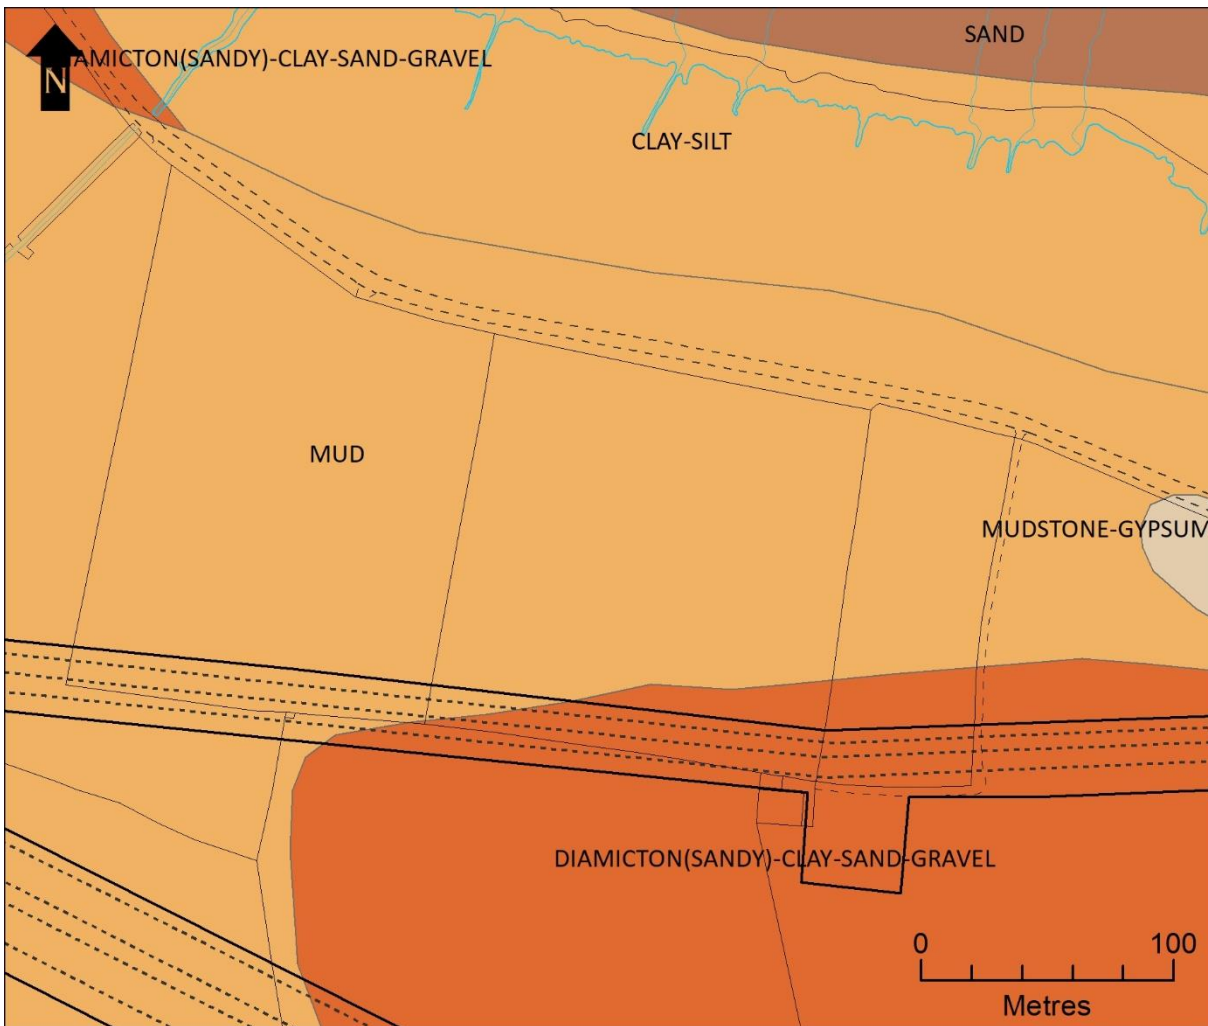 SAND
AMICTON(SANDY)-CLAY-SAND-GRAVEL
N
CLAY-SILT
MUD
MUDSTONE-GYPSUM
DIAMICTON(SANDY)-CLAY-SAND-GRAVEL
0 100
Metres